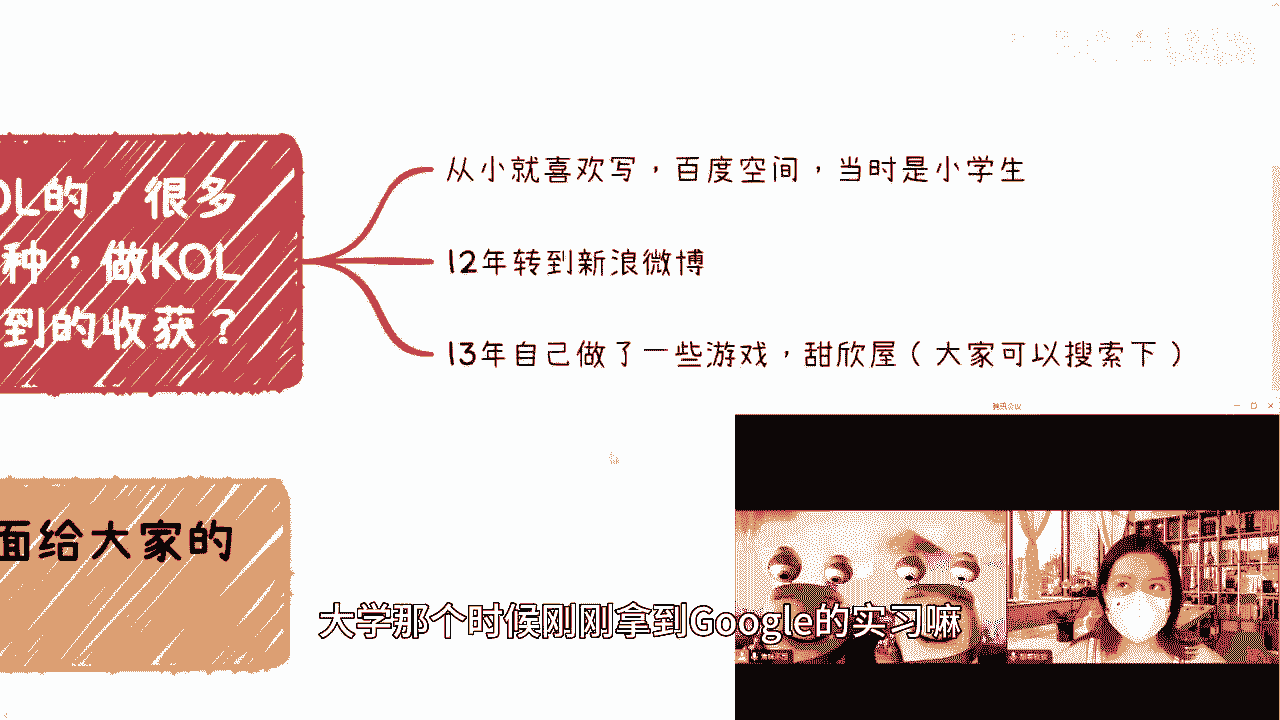 OL的，很多
种，做KOL
到的收获？
从小就喜欢写，百度空间，当时是小学生
12年转到新浪微博
13年自己做了一些游戏，甜欣屋（大家可以搜索下）
腾讯会议
面给大家的
大学那个时候刚刚拿到Google的实习嘛